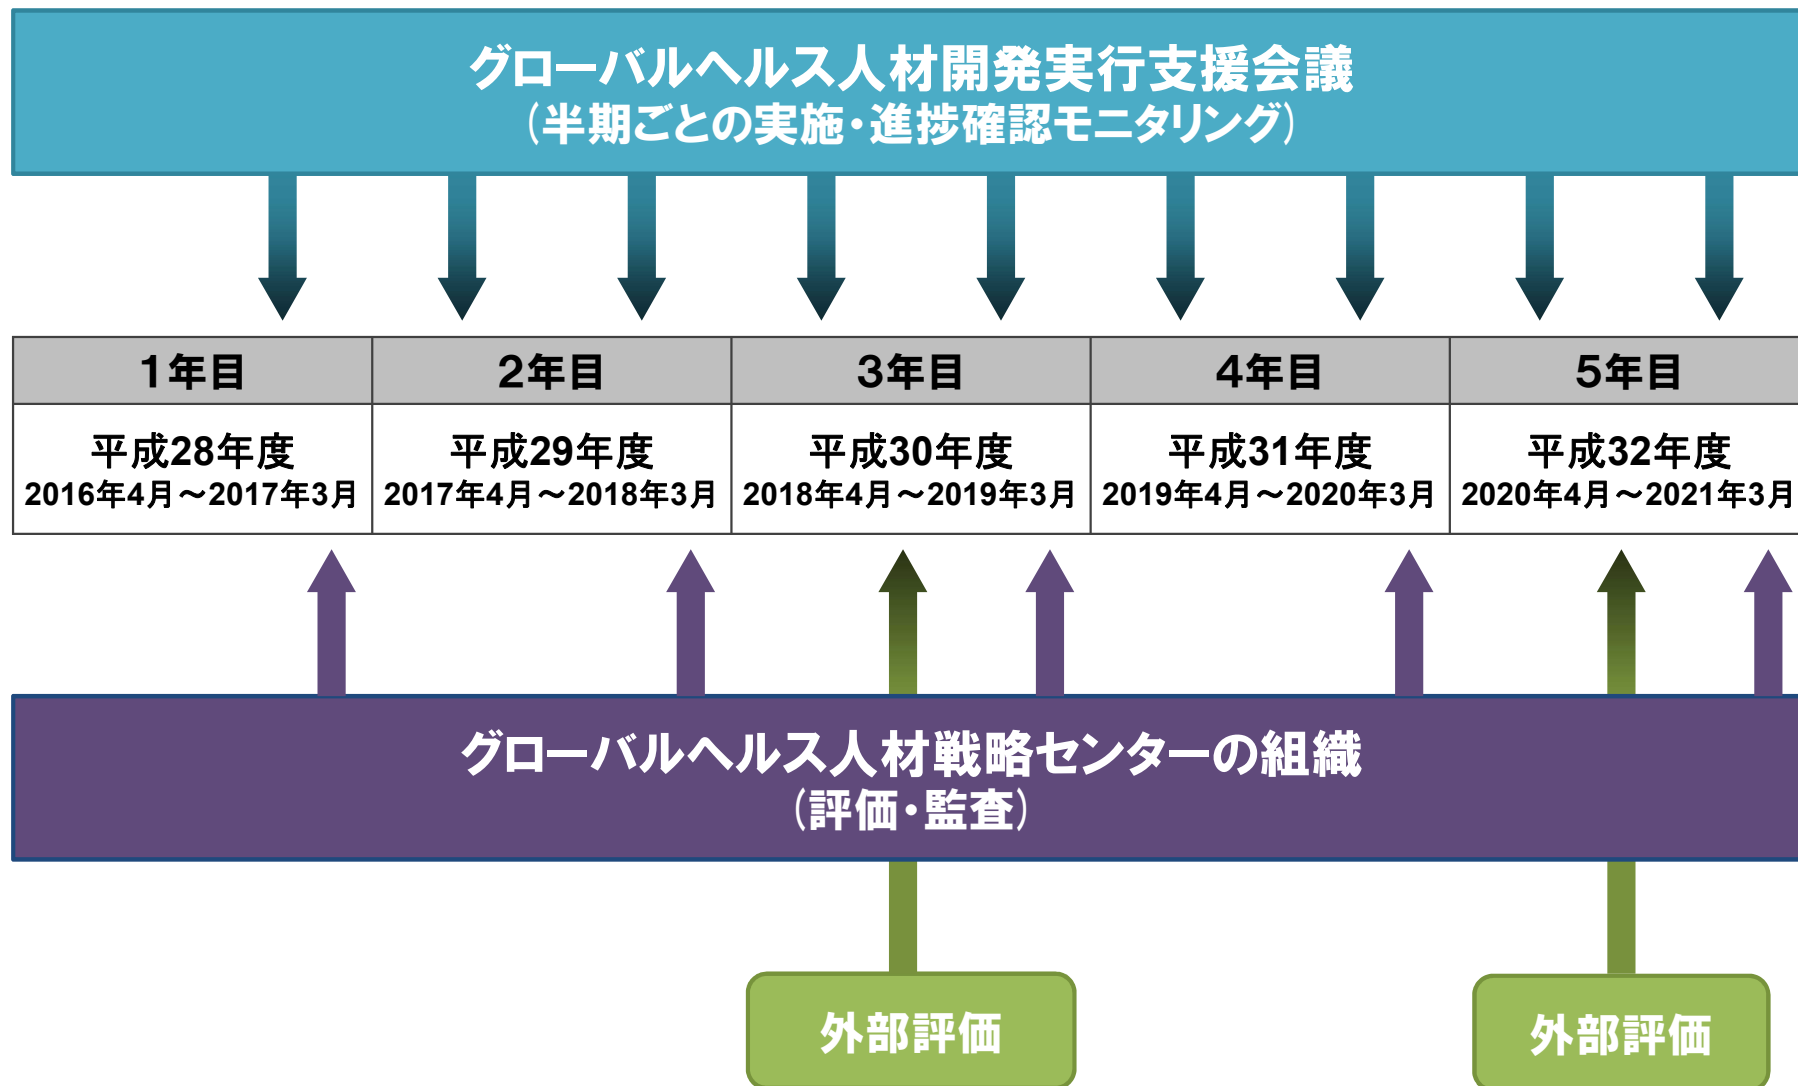 グローバルヘルス人材開発実行支援会議
(半期ごとの実施・進捗確認モニタリング)
1年目
2年目
3年目
4年目
5年目
平成28年度
2016年4月～2017年3月
平成29年度
2017年4月～2018年3月
平成30年度
2018年4月～2019年3月
平成31年度
2019年4月～2020年3月
平成32年度
2020年4月～2021年3月
グローバルヘルス人材戦略センターの組織
(評価・監査)
外部評価
外部評価